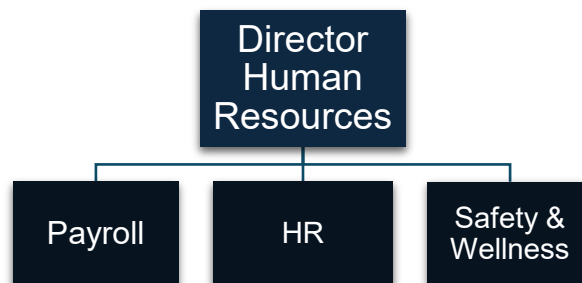 Director
Human
Resources
Payroll
HR
Safety &
Wellness